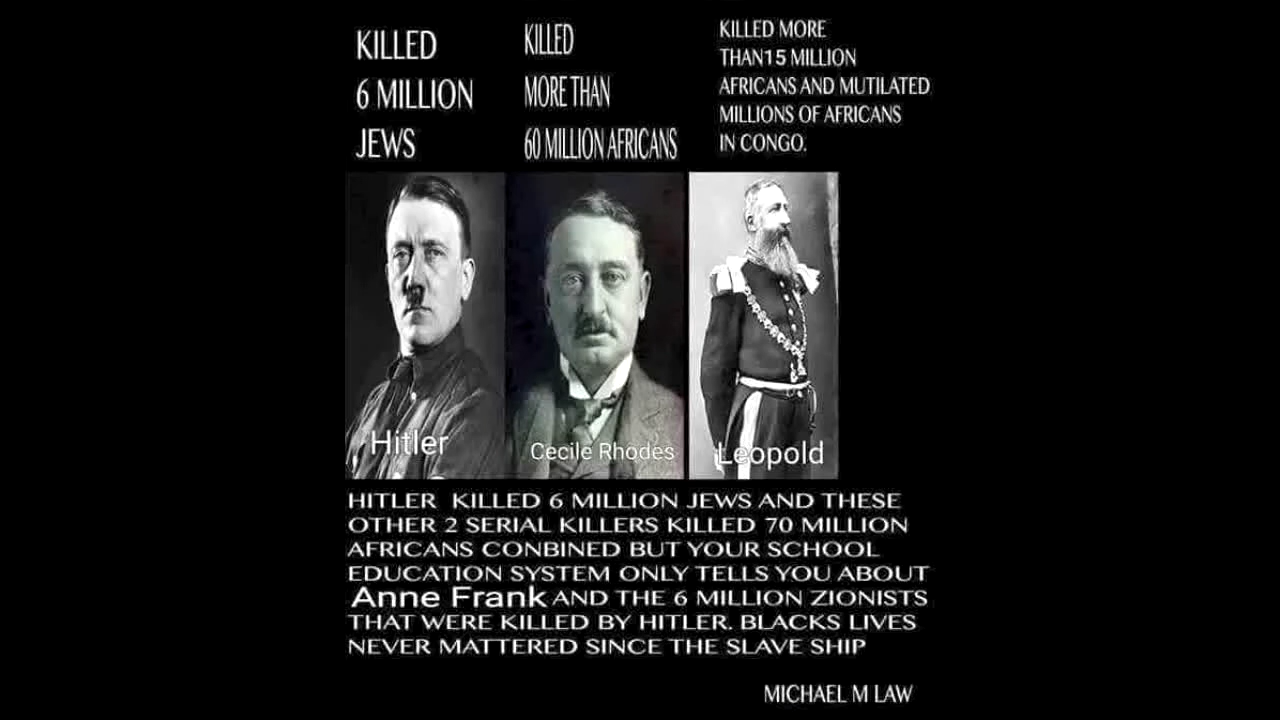 KILLED
6 MILLION
JEWS
KILLED
MORE THAN
60 MILLION AFRICANS
KILLED MORE
THAN15 MILLION
AFRICANS AND MUTILATED
MILLIONS OF AFRICANS
IN CONGO.
Hitler
Cecile Rhodes
Leopold
HITLER KILLED 6 MILLION JEWS AND THESE
OTHER 2 SERIAL KILLERS KILLED 70 MILLION
AFRICANS CONBINED BUT YOUR SCHOOL
EDUCATION SYSTEM ONLY TELLS YOU ABOUT
Anne Frank AND THE 6 MILLION ZIONISTS
THAT WERE KILLED BY HITLER. BLACKS LIVES
NEVER MATTERED SINCE THE SLAVE SHIP
MICHAEL M LAW